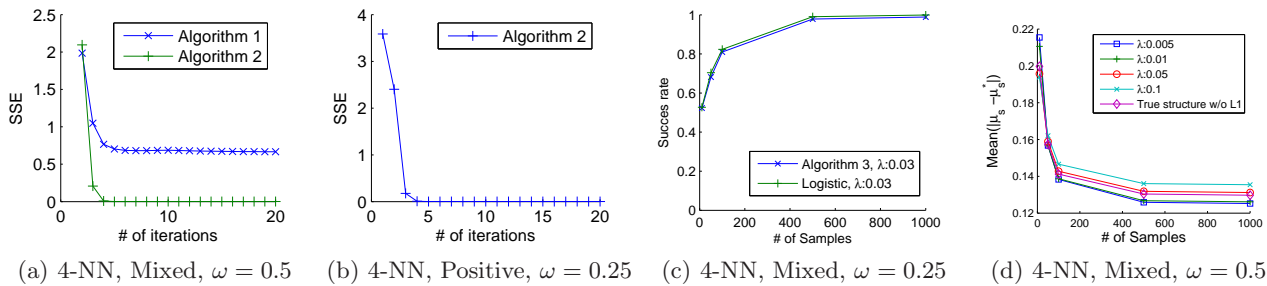 2.5
2
1.5
1
0.5
0
SSE
0
10
20
# of iterations
Algorithm 1
Algorithm 2
(a) 4-NN, Mixed, ω = 0.5
4
3
2
1
0
SSE
0
5
10
15
20
# of iterations
Algorithm 2
(b) 4-NN, Positive, ω = 0.25
1
0.8
0.6
0.4
0.2
0
Succes rate
0
200
400
600
800
1000
# of Samples
Algorithm 3, λ:0.03
Logistic, λ:0.03
(c) 4-NN, Mixed, ω = 0.25
0.22
0.2
0.18
0.16
0.14
0.12
Mean(|μs −μs*|)
0
200
400
600
800
1000
# of Samples
λ:0.005
λ:0.01
λ:0.05
λ:0.1
True structure w/o L1
(d) 4-NN, Mixed, ω = 0.5